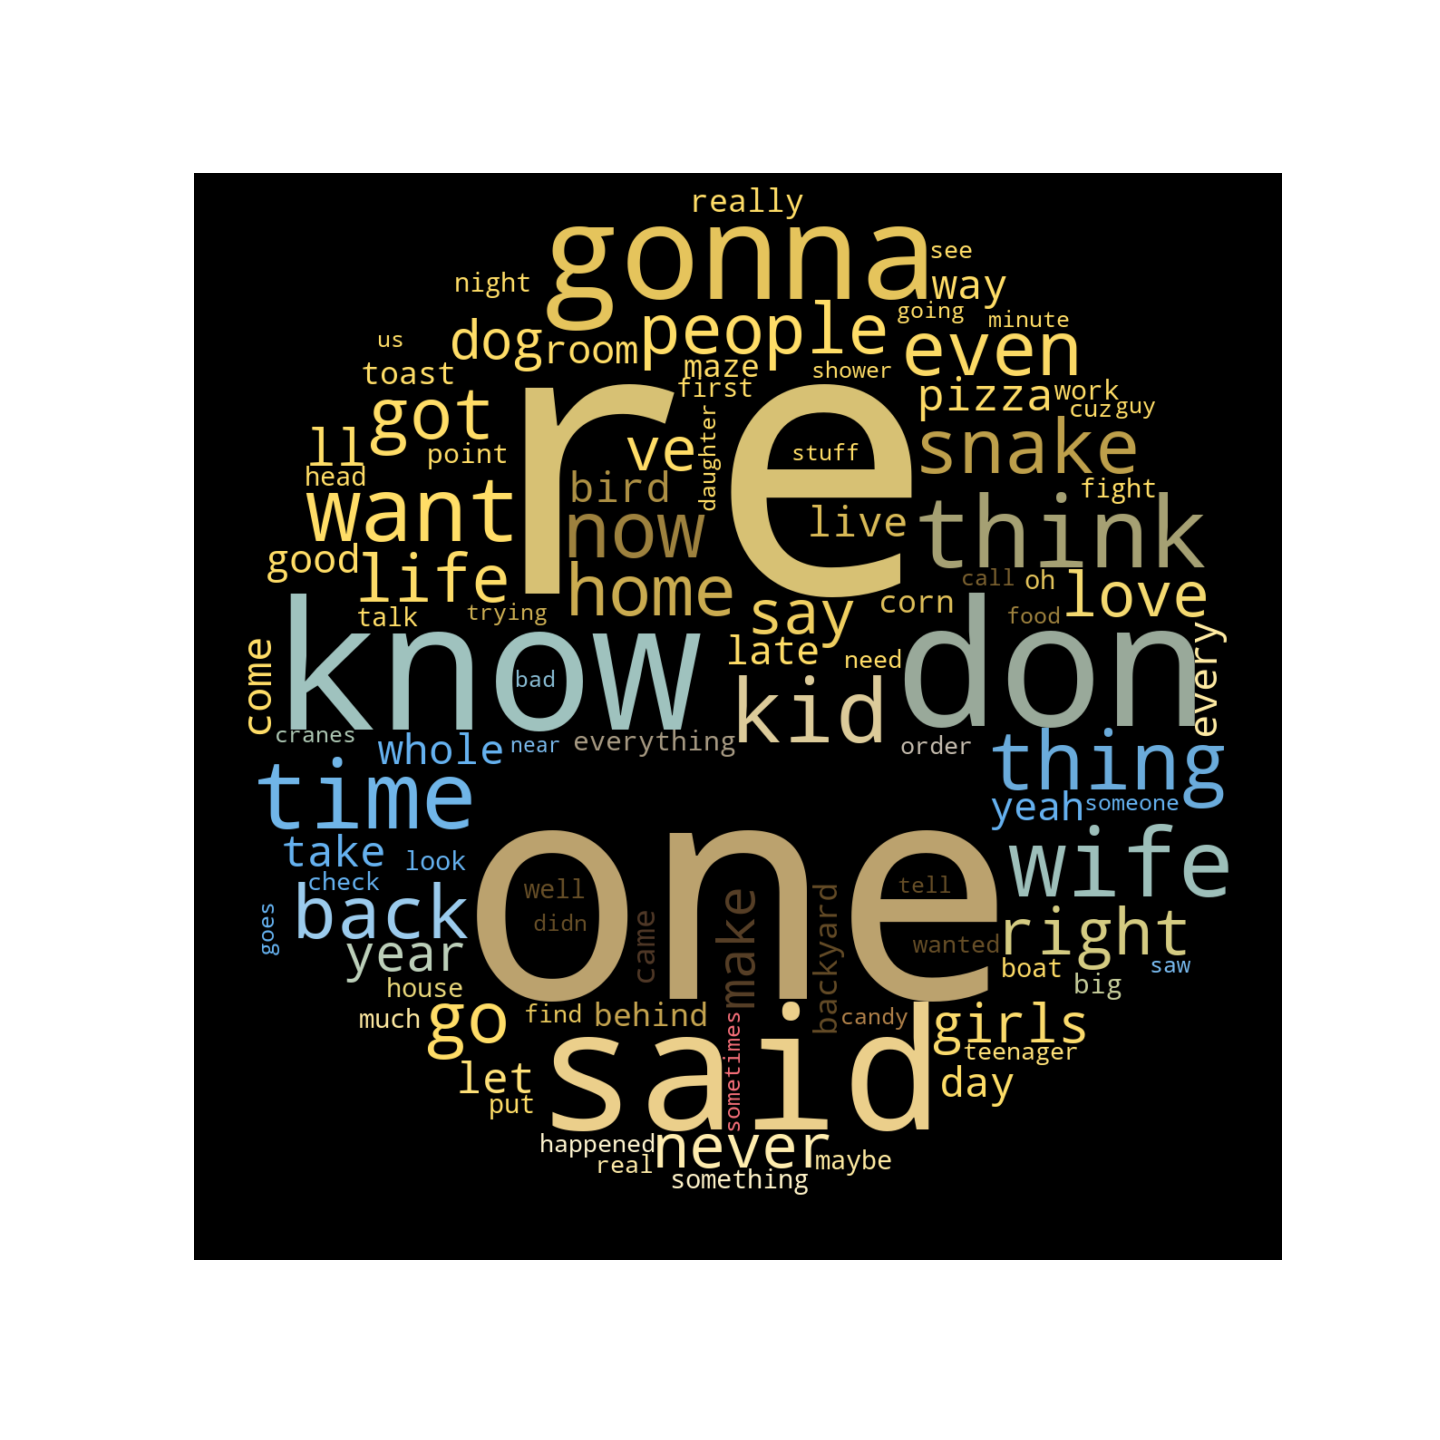 really
gonna
see
night
way
going
people
minute
us
dog
room
even
maze
toast
shower
first
pizza
work
got
cuz
guy
daughter
re
ll
point
ve
stuff
snake
head
bird
fight
want
now
live
think
good
life
home
call
oh
love
say
corn
talk
trying
food
know
don
late
need
every
come
bad
kid
cranes
whole
near
everything
order
thing
time
yeah
someone
take
look
one
wife
check
well
tell
back
goes
didn
came
make
backyard
wanted
right
year
boat
saw
house
big
much
go
find
behind
sometimes
candy
girls
said
teenager
let
day
put
happened
never
real
maybe
something